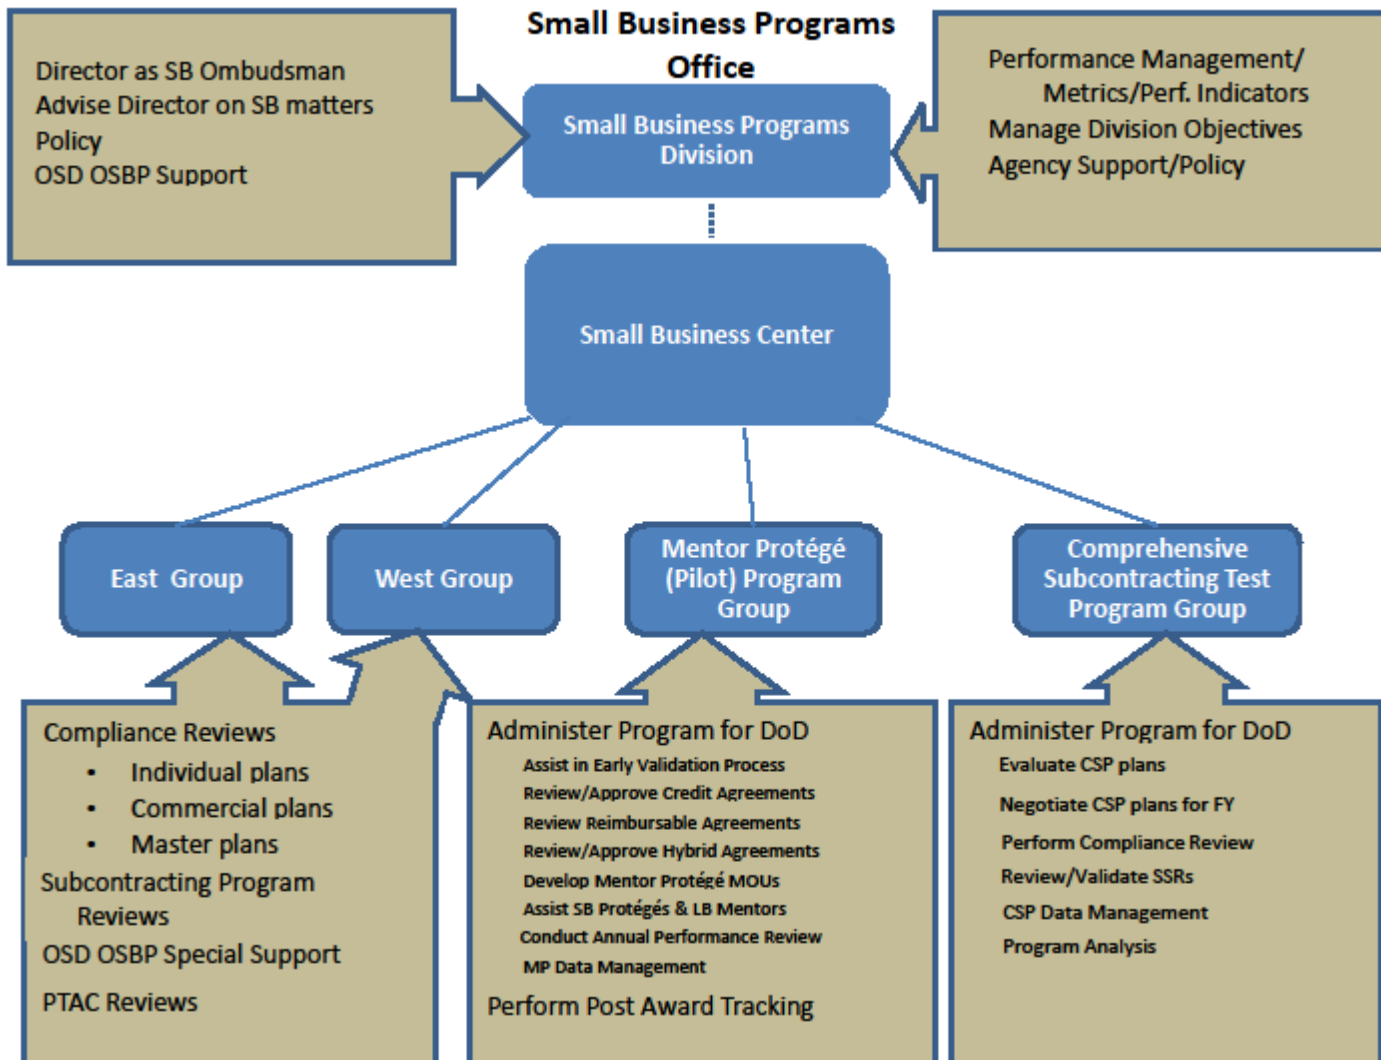 Small Business Programs
Office
Director as SB Ombudsman
Advise Director on SB matters
Policy
OSD OSBP Support
Small Business Programs
Division
Performance Management/
Metrics/Perf. Indicators
Manage Division Objectives
Agency Support/Policy
Small Business Center
East Group
West Group
Mentor Protégé
(Pilot) Program
Group
Comprehensive
Subcontracting Test
Program Group
Compliance Reviews
• Individual plans
• Commercial plans
• Master plans
Subcontracting Program
Reviews
OSD OSBP Special Support
PTAC Reviews
Administer Program for DoD
Assist in Early Validation Process
Review/Approve Credit Agreements
Review Reimbursable Agreements
Review/Approve Hybrid Agreements
Develop Mentor Protégé MOUs
Assist SB Protégés & LB Mentors
Conduct Annual Performance Review
MP Data Management
Perform Post Award Tracking
Administer Program for DoD
Evaluate CSP plans
Negotiate CSP plans for FY
Perform Compliance Review
Review/Validate SSRs
CSP Data Management
Program Analysis